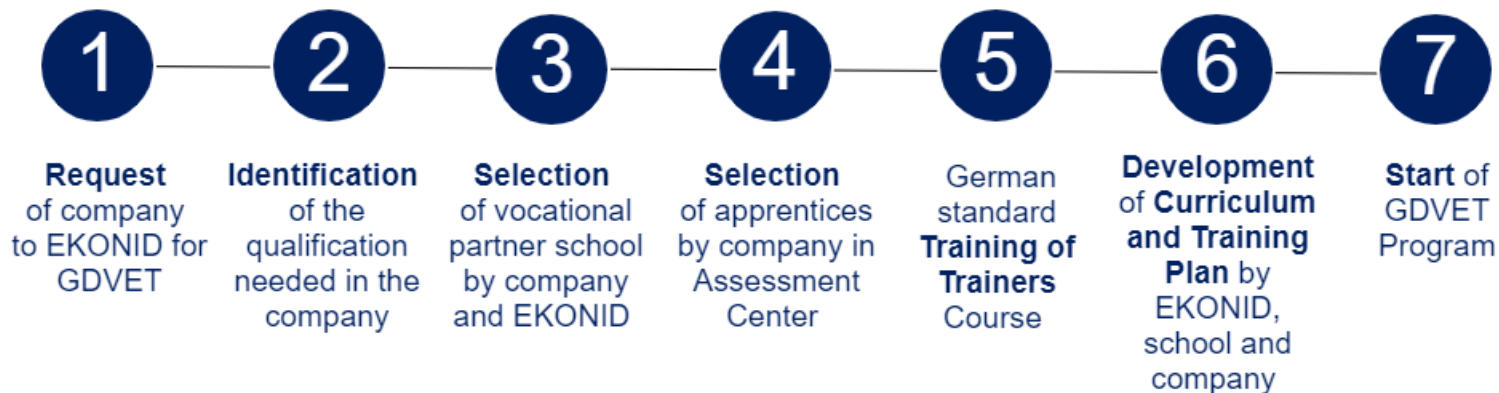 1
Request
of company
to EKONID for
GDVET
2
Identification
of the
qualification
needed in the
company
3
Selection
of vocational
partner school
by company
and EKONID
4
Selection
of apprentices
by company in
Assessment
Center
5
German
standard
Training of
Trainers
Course
6
Development
of Curriculum
and Training
Plan by
EKONID,
school and
company
7
Start of
GDVET
Program